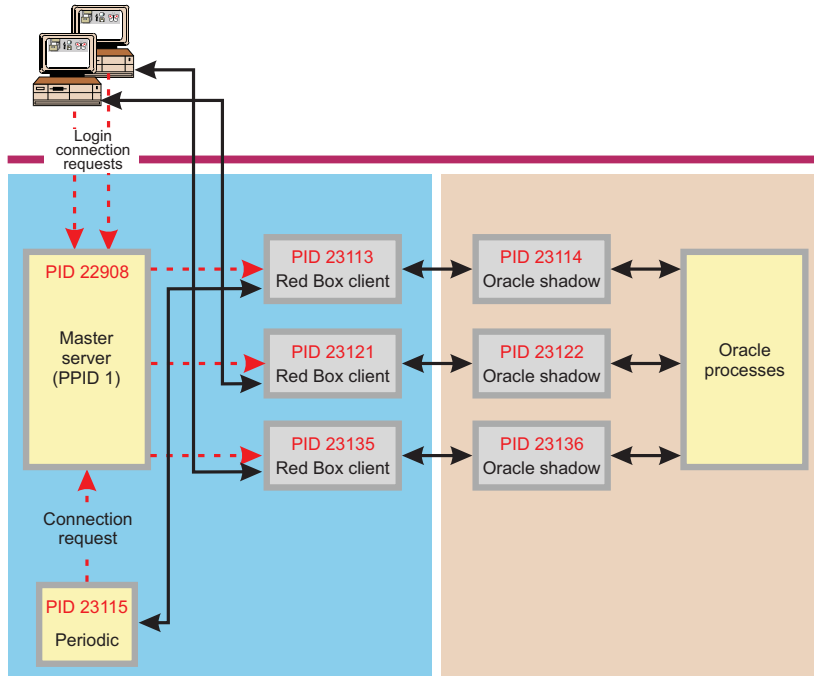 Login
connection
requests
PID 22908
Master
server
(PPID 1)
PID 23113
Red Box client
PID 23114
Oracle shadow
PID 23121
Red Box client
PID 23122
Oracle shadow
PID 23135
Red Box client
PID 23136
Oracle shadow
Oracle
processes
Connection
request
PID 23115
Periodic